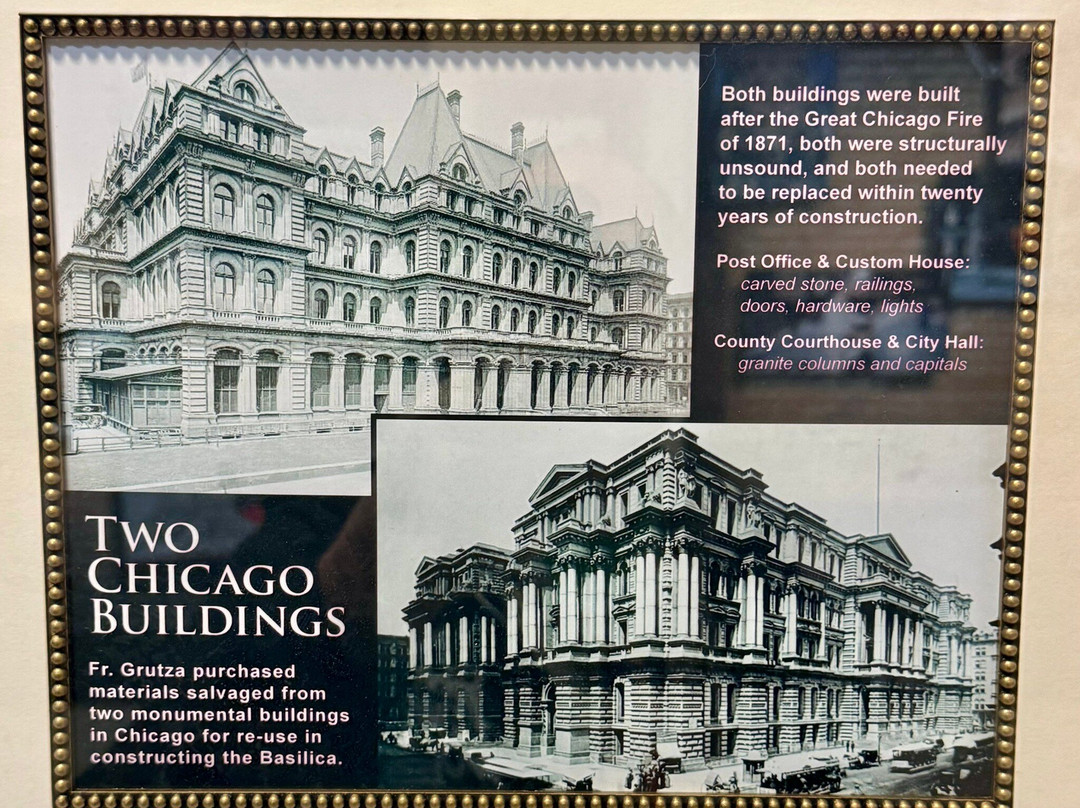 Both buildings were built
after the Great Chicago Fire
of 1871, both were structurally
unsound, and both needed
to be replaced within twenty
years of construction.
Post Office & Custom House:
carved stone, railings,
doors, hardware, lights
County Courthouse & City Hall:
granite columns and capitals
TWO
CHICAGO
BUILDINGS
Fr. Grutza purchased
materials salvaged from
two monumental buildings
in Chicago for re-use in
constructing the Basilica.